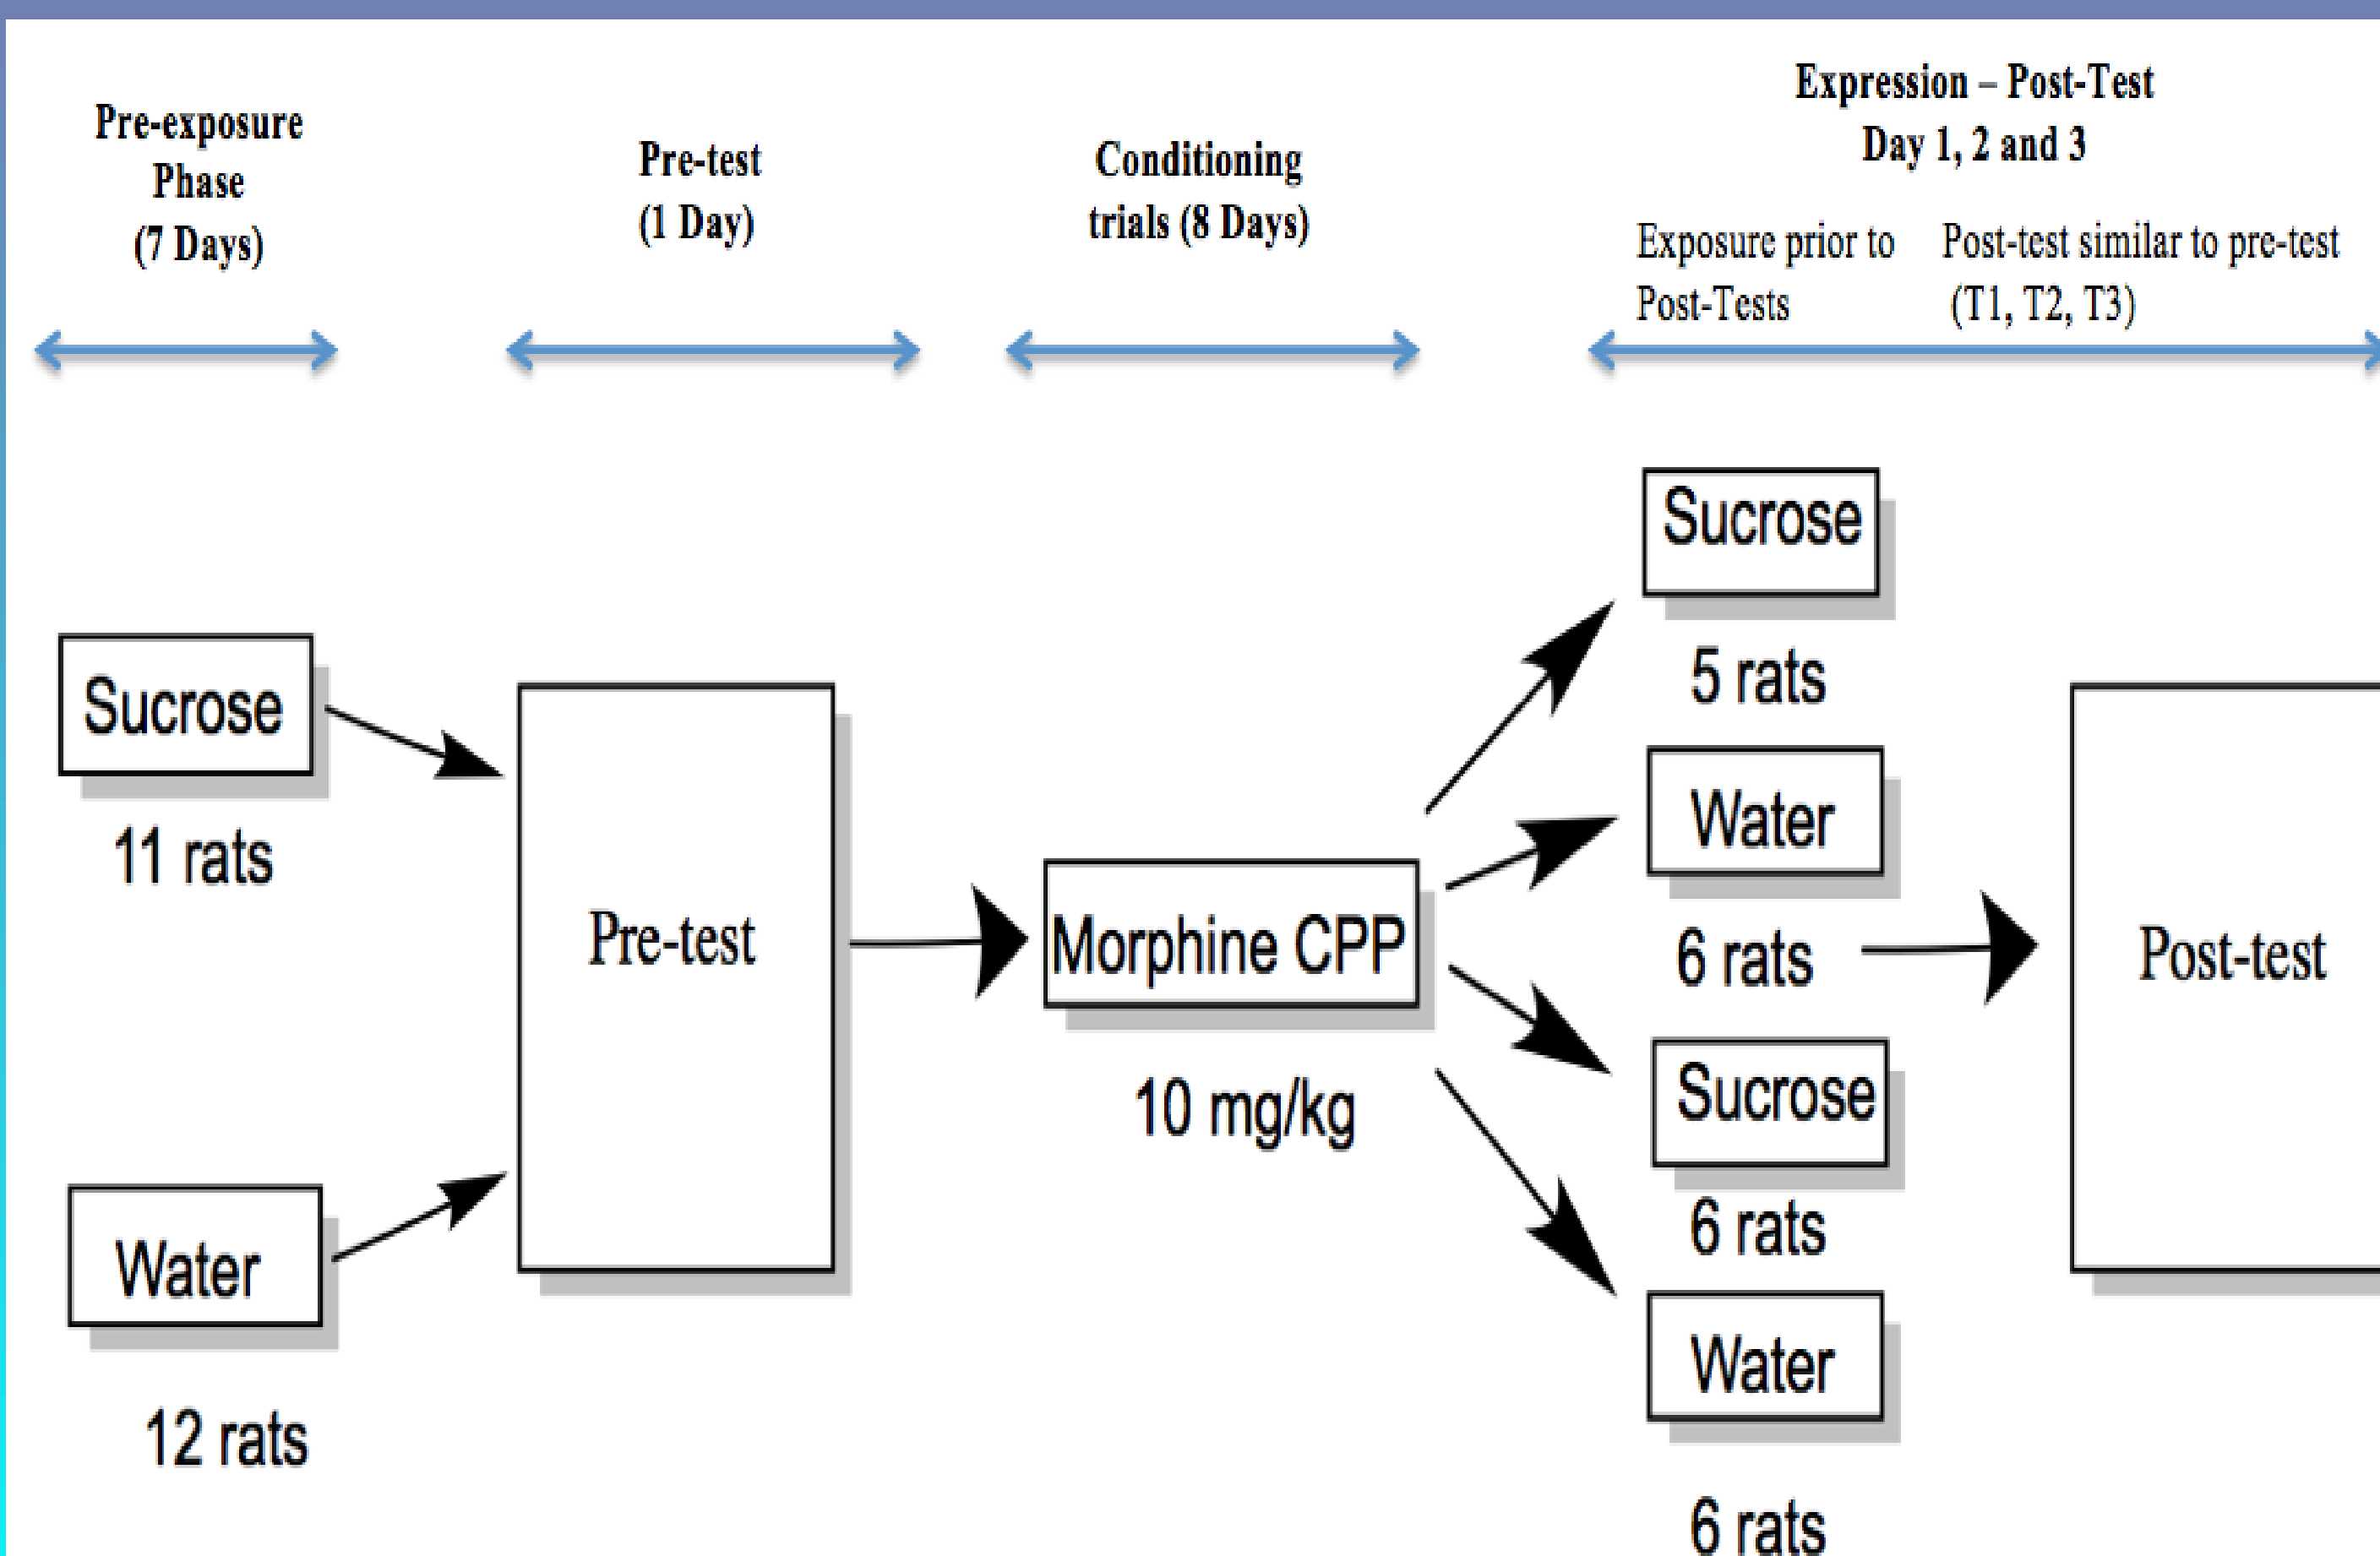 Pre-exposure
Phase
(7 Days)
Pre-test
(1 Day)
Conditioning
trials (8 Days)
Expression – Post-Test
Day 1, 2 and 3
Exposure prior to
Post-Tests
Post-test similar to pre-test
(T1, T2, T3)
Sucrose
11 rats
Water
12 rats
Pre-test
Morphine CPP
10 mg/kg
Sucrose
5 rats
Water
6 rats
Sucrose
6 rats
Water
6 rats
Post-test